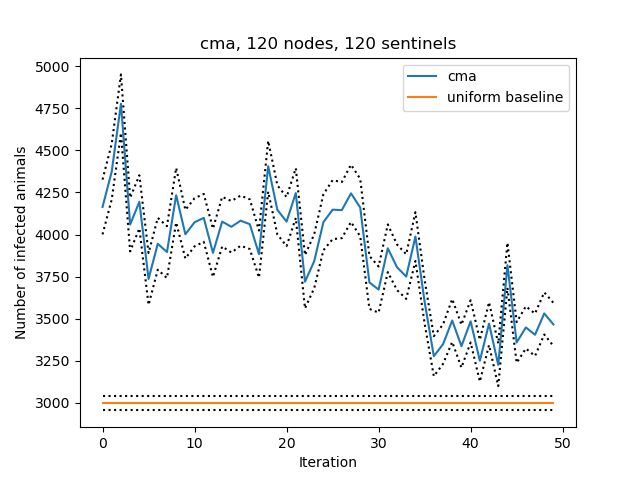 cma, 120 nodes, 120 sentinels
5000
4750
4500
4250
4000
3750
3500
3250
3000
Number of infected animals
cma
uniform baseline
0 10 20 30 40 50
Iteration